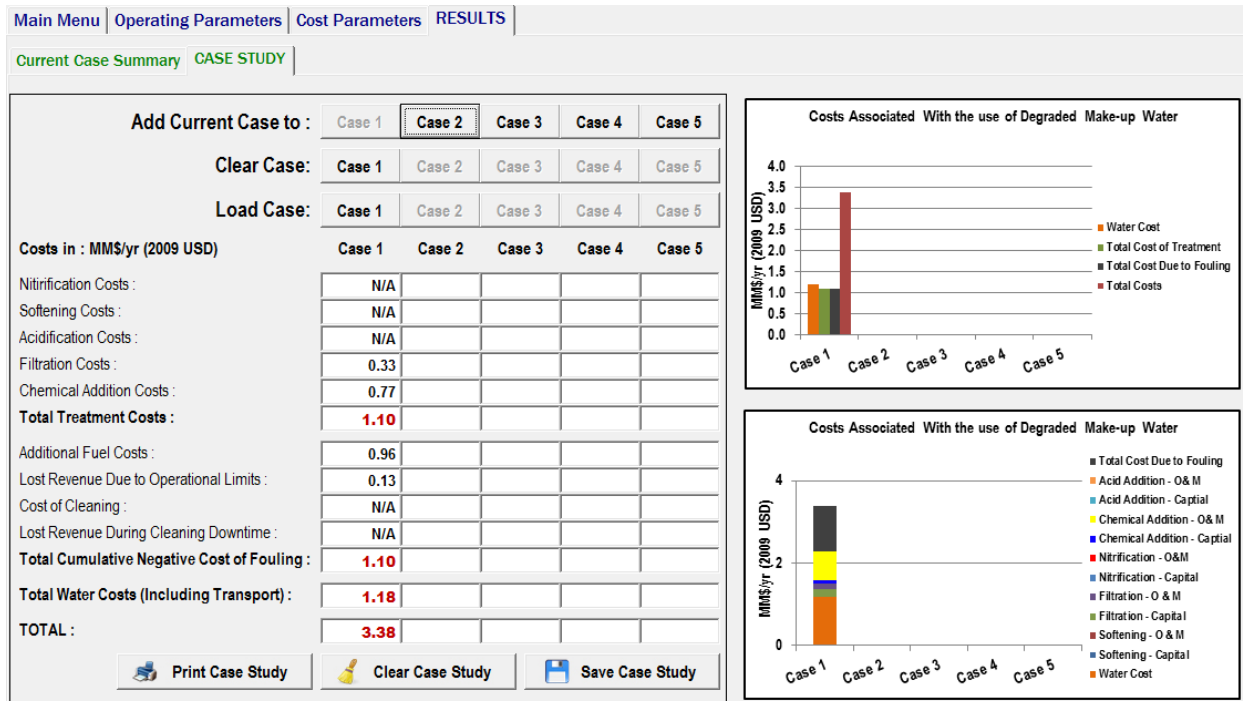 Main Menu Operating Parameters Cost Parameters RESULTS
Current Case Summary CASE STUDY
Add Current Case to : Case 1 Case 2 Case 3 Case 4 Case 5
Clear Case: Case 1 Case 2 Case 3 Case 4 Case 5
Load Case: Case 1 Case 2 Case 3 Case 4 Case 5
Costs in : MM$/yr (2009 USD) Case 1 Case 2 Case 3 Case 4 Case 5
Nitirification Costs : N/A
Softening Costs : N/A
Acidification Costs : N/A
Filtration Costs : 0.33
Chemical Addition Costs : 0.77
Total Treatment Costs : 1.10
Additional Fuel Costs : 0.96
Lost Revenue Due to Operational Limits : 0.13
Cost of Cleaning : N/A
Lost Revenue During Cleaning Downtime : N/A
Total Cumulative Negative Cost of Fouling : 1.10
Total Water Costs (Including Transport) : 1.18
TOTAL : 3.38
Print Case Study Clear Case Study Save Case Study
Costs Associated With the use of Degraded Make-up Water
MM$/yr (2009 USD)
4.0
3.5
3.0
2.5
2.0
1.5
1.0
0.5
0.0
Case 1 Case 2 Case 3 Case 4 Case 5
Water Cost
Total Cost of Treatment
Total Cost Due to Fouling
Total Costs
Costs Associated With the use of Degraded Make-up Water
MM$/yr (2009 USD)
4
2
0
Case 1 Case 2 Case 3 Case 4 Case 5
Total Cost Due to Fouling
Acid Addition - O& M
Acid Addition - Captial
Chemical Addition - O& M
Chemical Addition - Captial
Nitrification - O&M
Nitrification - Capital
Filtration - O & M
Filtration - Capital
Softening - O & M
Softening - Capital
Water Cost